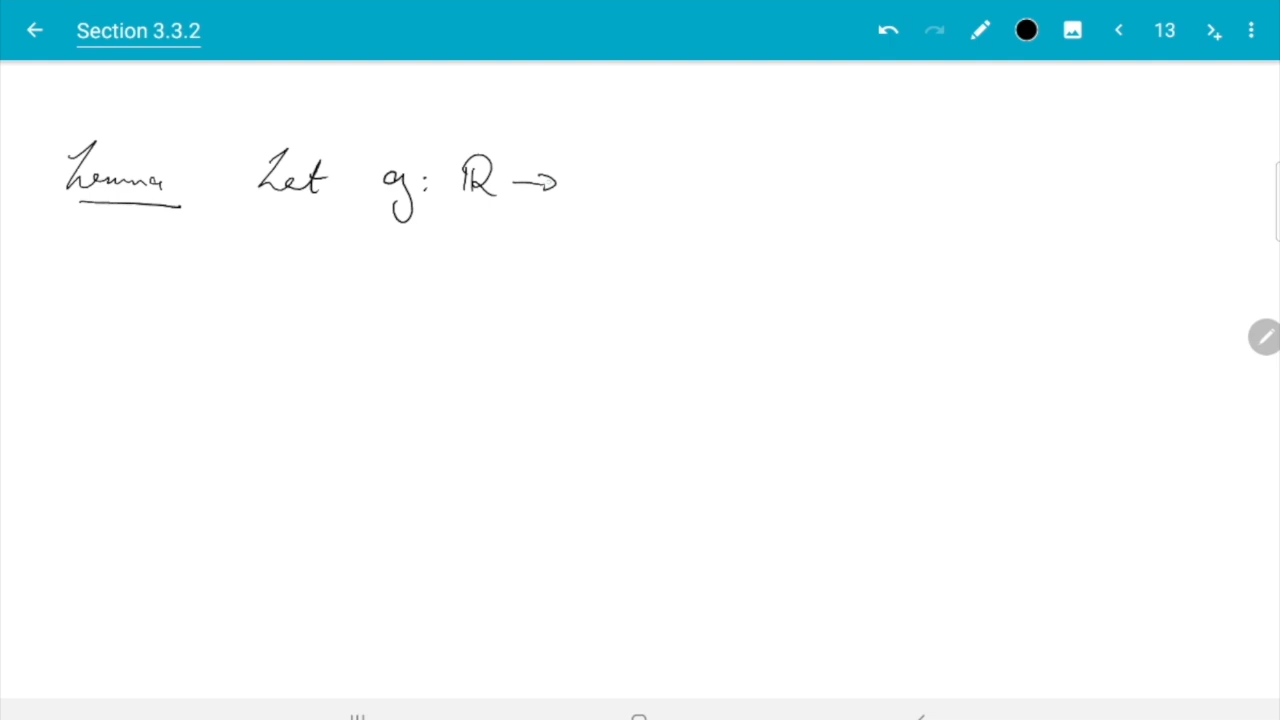 Section 3.3.2
13
Lemma Let g: ℝ →